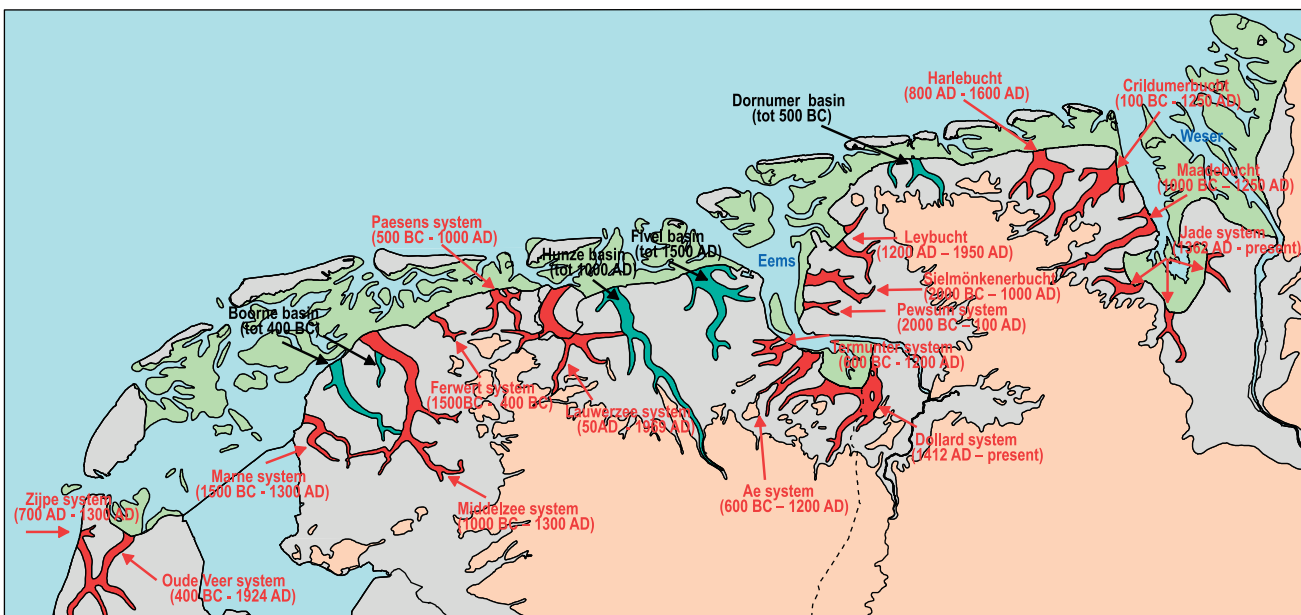 Harlebucht
(800 AD - 1600 AD)
Crildumerbucht
(100 BC - 1250 AD)
Dornumer basin
(tot 500 BC)
Weser
Maadebucht
(1000 BC – 1250 AD)
Paesens system
(500 BC - 1000 AD)
Fivel basin
(tot 1500 AD)
Hunze basin
(tot 1000 AD)
Leybucht
(1200 AD – 1950 AD)
Jade system
(1362 AD - present)
Eems
Sielmönkenerbucht
(2000 BC – 1000 AD)
Pewsum system
(2000 BC – 100 AD)
Boorne basin
(tot 400 BC)
Termunter system
(600 BC - 1200 AD)
Ferwert system
(1500BC - 400 BC)
Lauwerzee system
(50AD - 1969 AD)
Dollard system
(1412 AD – present)
Marne system
(1500 BC - 1300 AD)
Ae system
(600 BC – 1200 AD)
Zijpe system
(700 AD - 1300 AD)
Middelzee system
(1000 BC – 1300 AD)
Oude Veer system
(400 BC - 1924 AD)